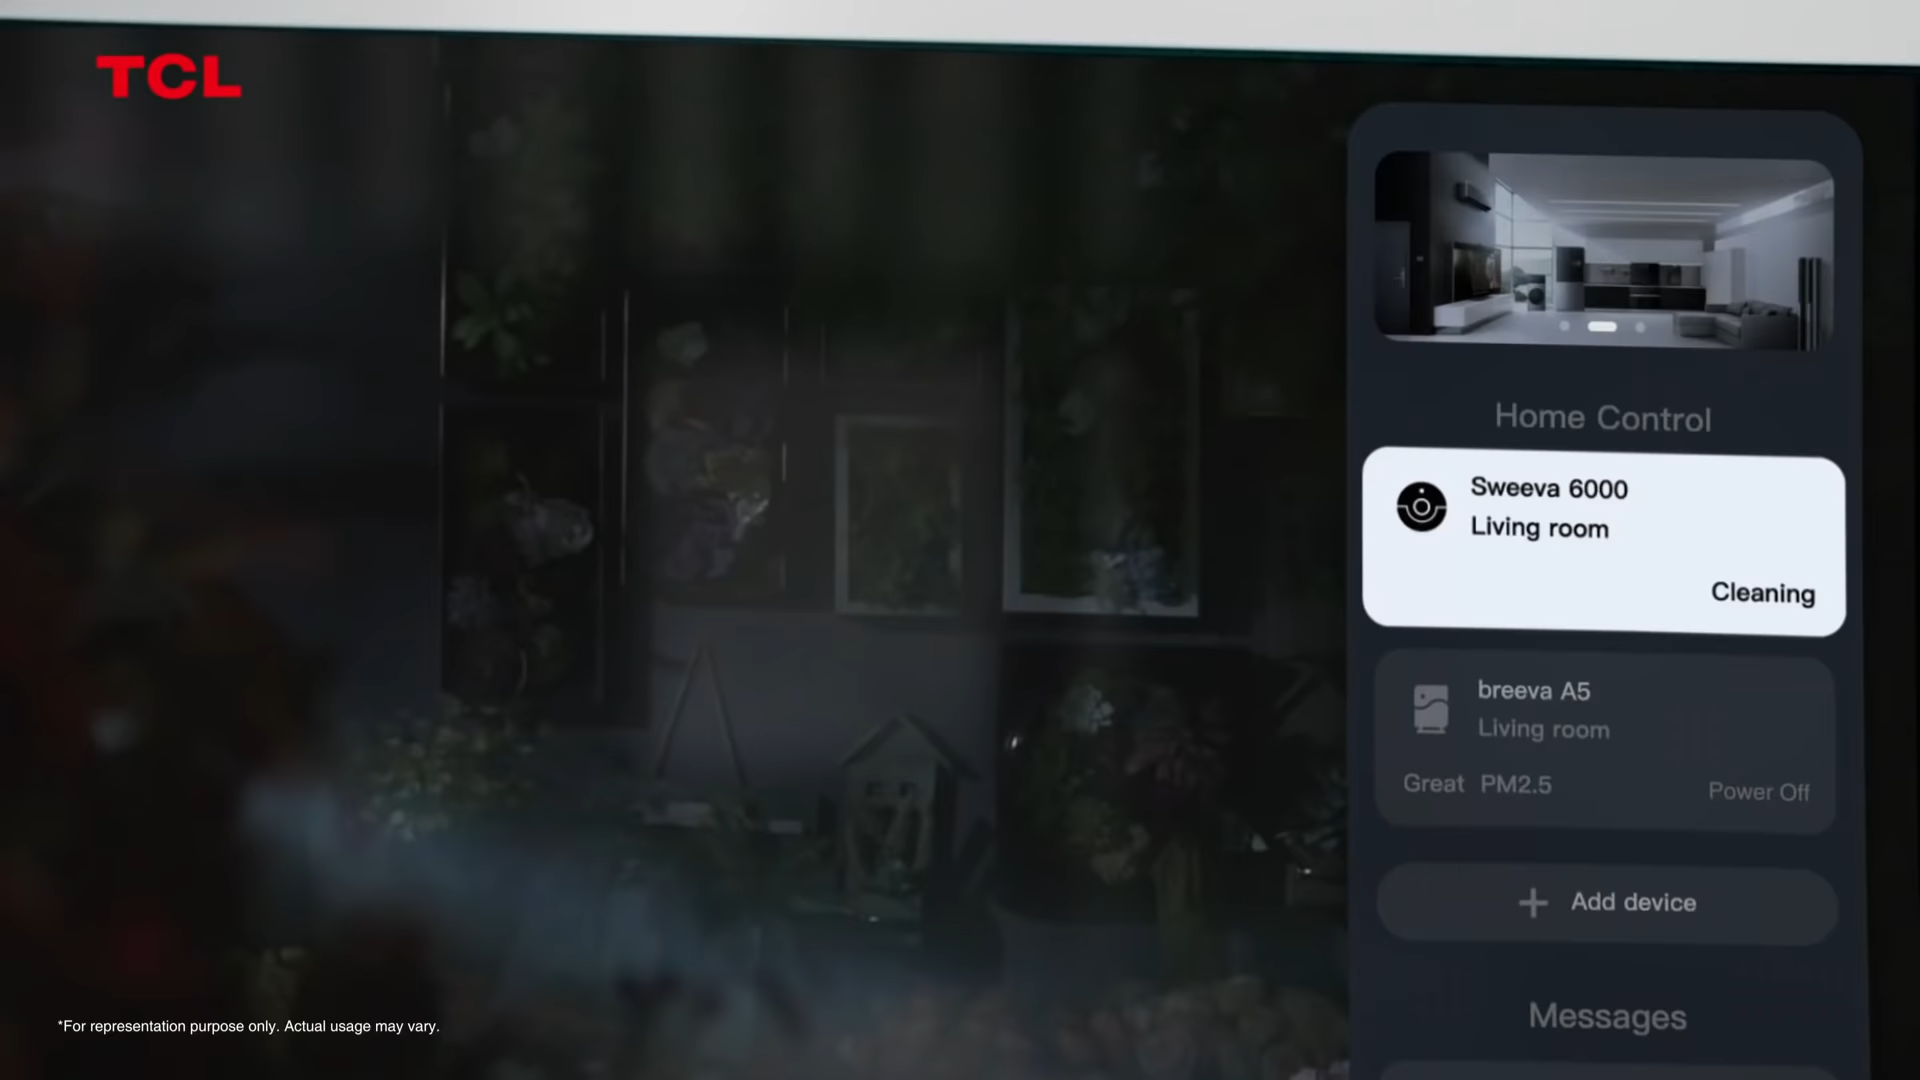 TCL
Home Control
Sweeva 6000
Living room
Cleaning
breeva A5
Living room
Great PM2.5
Power Off
+ Add device
Messages
*For representation purpose only. Actual usage may vary.